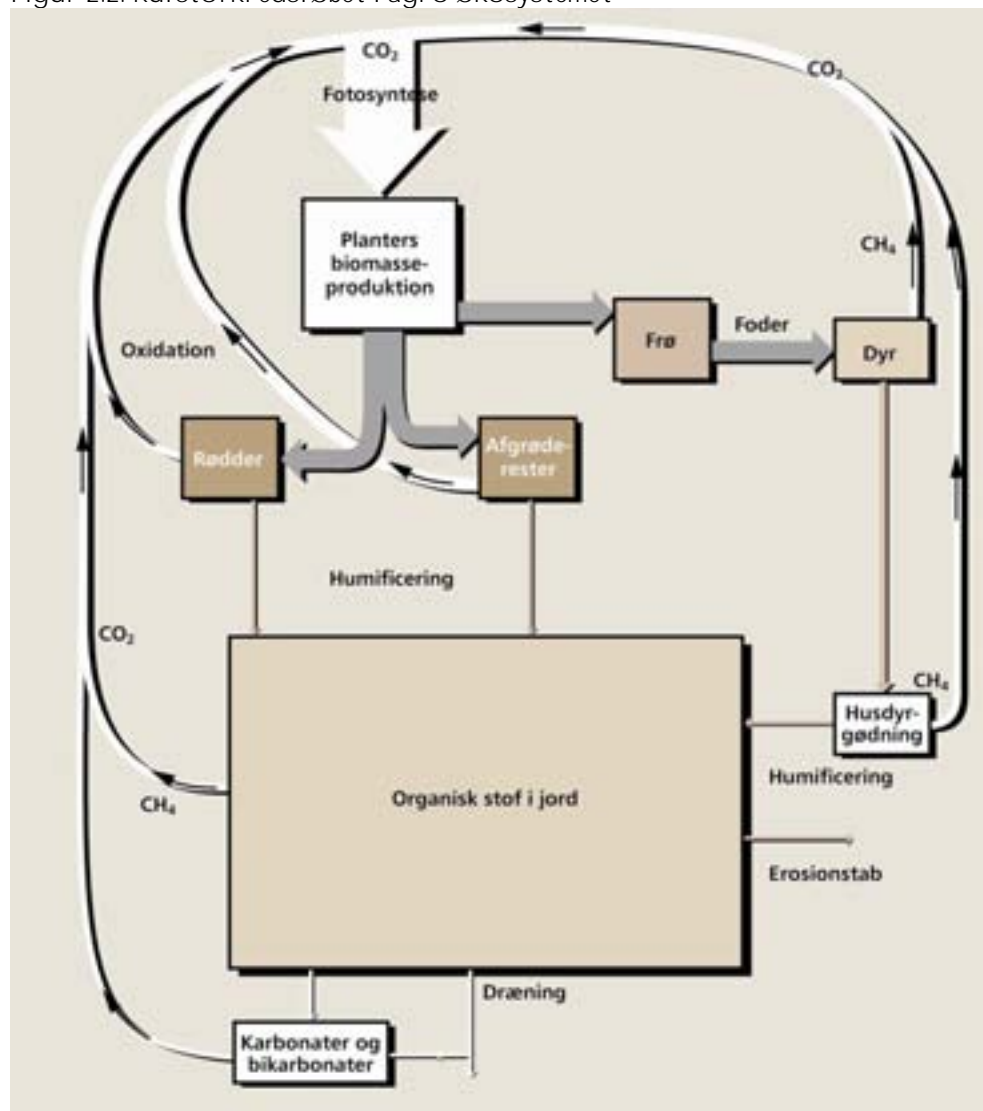 CO₂
Fotosyntese
CO₂
Planters
biomasse-
produktion
CH₄
Frø
Foder
Dyr
Oxidation
Rødder
Afgrøde-
rester
Humificering
CO₂
CH₄
Husdyr-
gødning
Humificering
Organisk stof i jord
CH₄
Erosionstab
Dræning
Karbonater og
bikarbonater